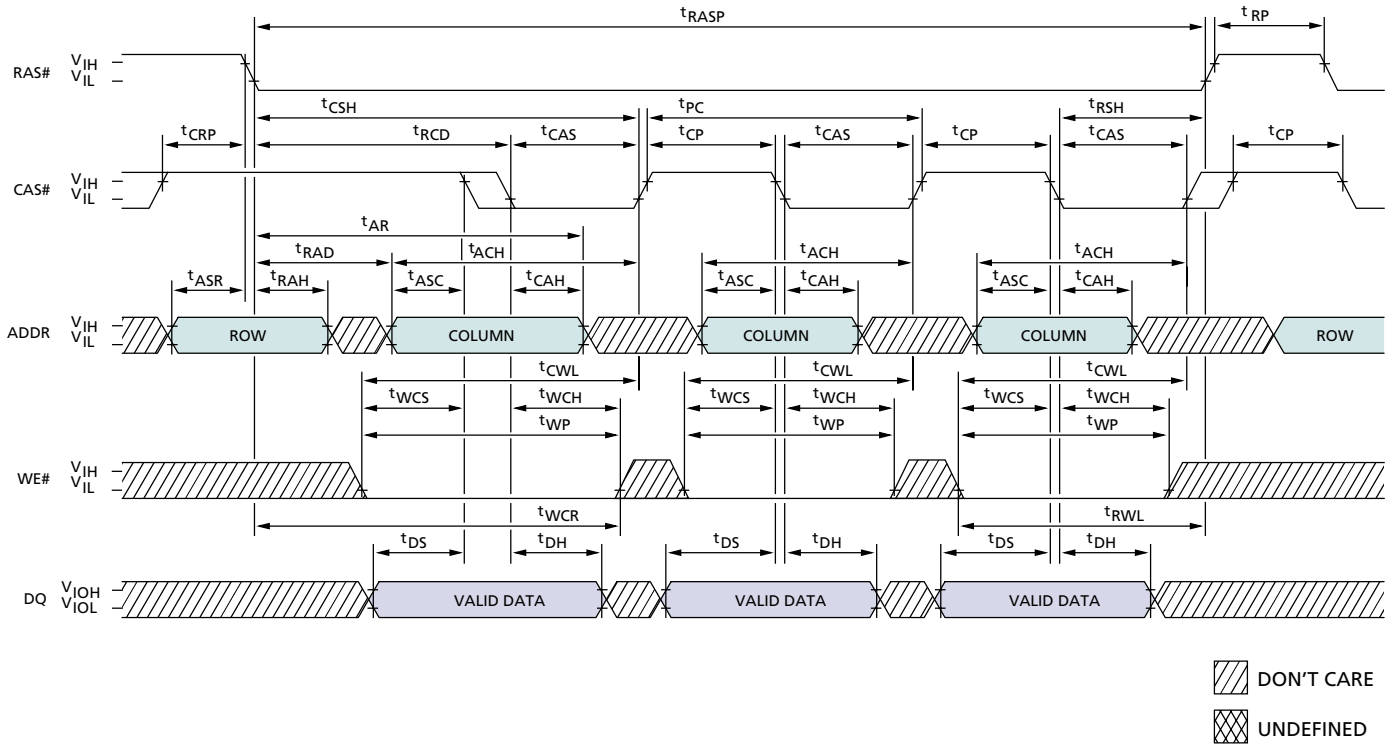 tRASP tRP
RAS# VIH
VIL
tCSH tPC tRSH
tCRP tRCD tCAS tCP tCAS tCP tCAS tCP
CAS# VIH
VIL
tAR
tRAD tACH tACH tACH
tASR tRAH tASC tCAH tASC tCAH tASC tCAH
ADDR VIH
VIL
ROW COLUMN COLUMN COLUMN ROW
tCWL tCWL tCWL
tWCS tWCH tWCS tWCH tWCS tWCH
tWP tWP tWP
WE# VIH
VIL
tWCR tRWL
tDS tDH tDS tDH tDS tDH
DQ VIOH
VIOL
VALID DATA VALID DATA VALID DATA
DON'T CARE
UNDEFINED